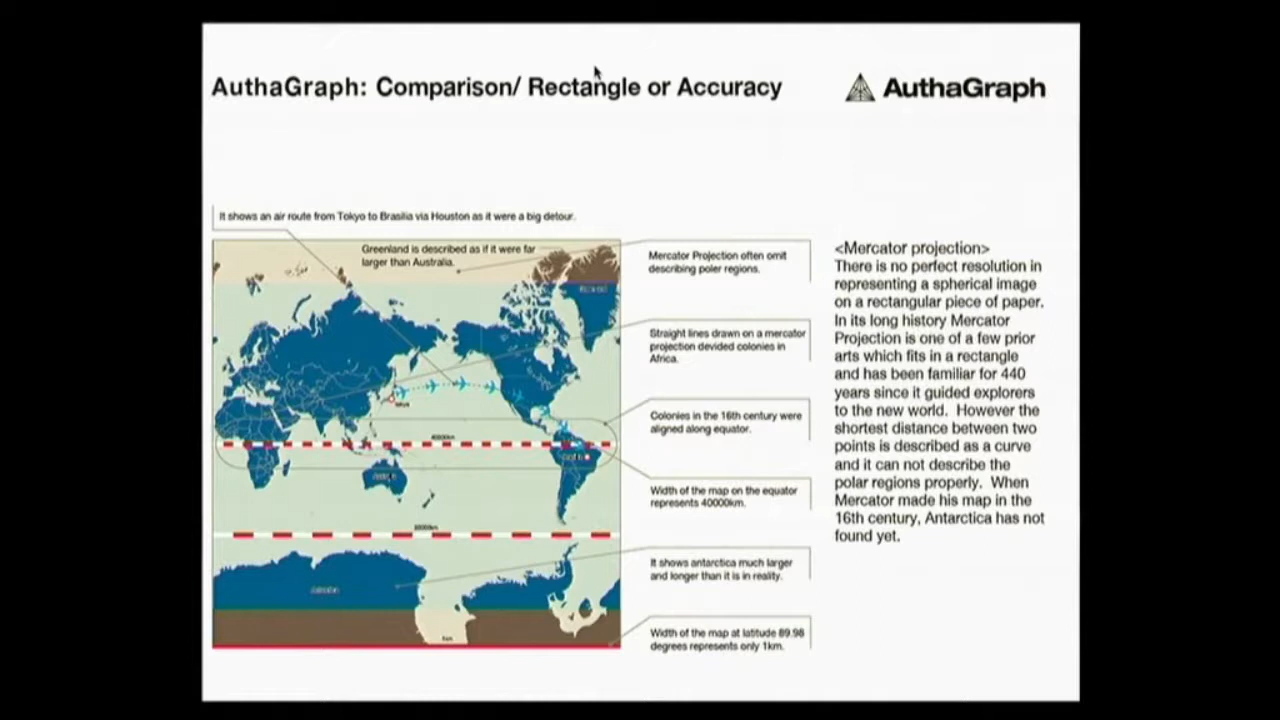 AuthaGraph: Comparison/ Rectangle or Accuracy
AuthaGraph
It shows an air route from Tokyo to Brasilia via Houston as it were a big detour.
Greenland is described as if it were far
larger than Australia.
Mercator Projection often omit
describing poler regions.
Straight lines drawn on a mercator
projection devided colonies in
Africa.
Colonies in the 16th century were
aligned along equator.
40000km
Width of the map on the equator
represents 40000km.
It shows antarctica much larger
and longer than it is in reality.
1km
Width of the map at latitude 89.98
degrees represents only 1km.
<Mercator projection>
There is no perfect resolution in
representing a spherical image
on a rectangular piece of paper.
In its long history Mercator
Projection is one of a few prior
arts which fits in a rectangle
and has been familiar for 440
years since it guided explorers
to the new world. However the
shortest distance between two
points is described as a curve
and it can not describe the
polar regions properly. When
Mercator made his map in the
16th century, Antarctica has not
found yet.